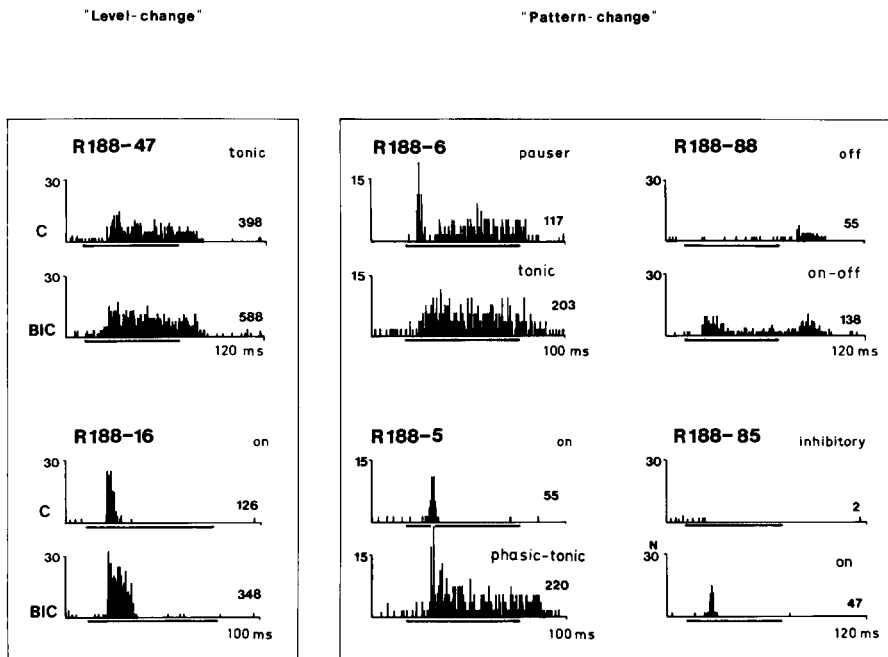 "Level-change"
"Pattern-change"
R188-47
tonic
30
C
398
30
BIC
588
120 ms
R188-16
on
30
C
126
30
BIC
348
100 ms
R188-6
pauser
15
117
15
tonic
203
100 ms
R188-88
off
30
55
30
on-off
138
120 ms
R188-5
on
15
55
15
phasic-tonic
220
100 ms
R188-85
inhibitory
30
2
N
30
on
47
120 ms